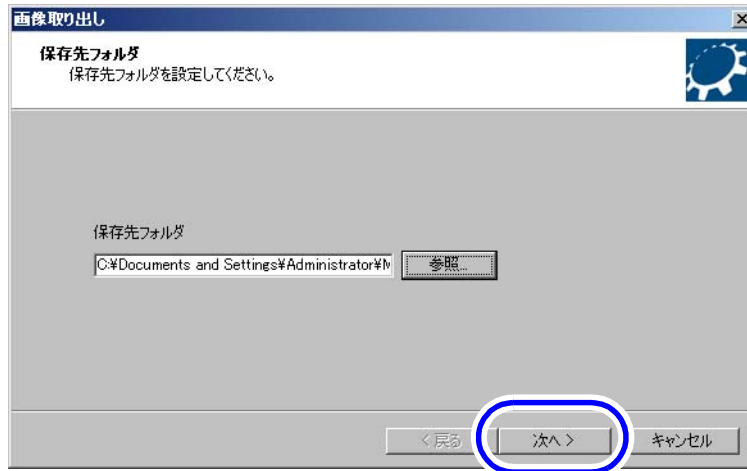 画像取り出し
保存先フォルダ
保存先フォルダを設定してください。
保存先フォルダ
C:¥Documents and Settings¥Administrator¥M
参照...
< 戻る
次へ >
キャンセル